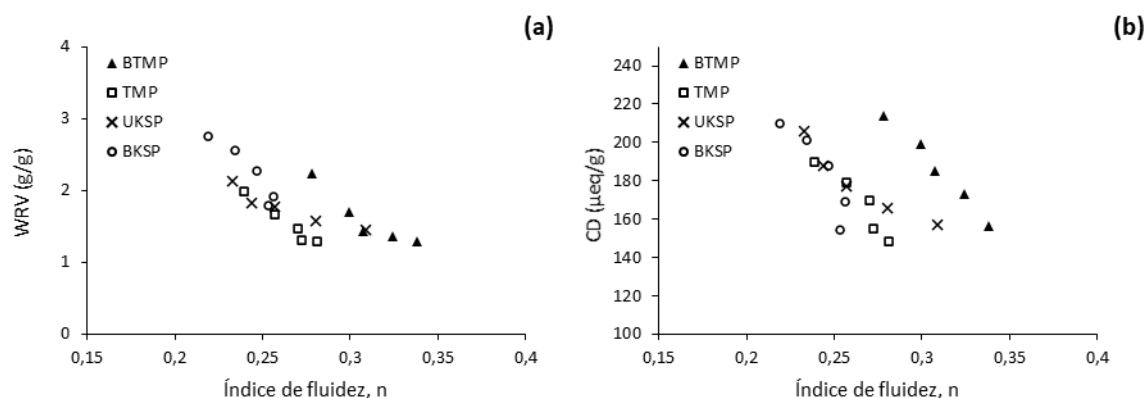 (a)
4
3
2
1
0
WRV (g/g)
BTMP
TMP
UKSP
BKSP
0,15 0,2 0,25 0,3 0,35 0,4
Índice de fluidez, n
(b)
240
220
200
180
160
140
120
100
CD (µeq/g)
BTMP
TMP
UKSP
BKSP
0,15 0,2 0,25 0,3 0,35 0,4
Índice de fluidez, n